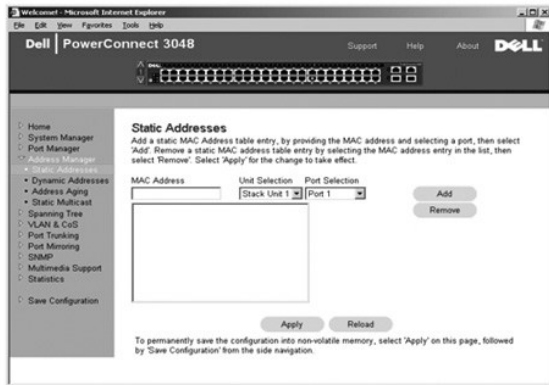 Welcome! - Microsoft Internet Explorer
File Edit View Favorites Tools Help
Dell | PowerConnect 3048
Support Help About DELL
Home
System Manager
Port Manager
Address Manager
Static Addresses
Dynamic Addresses
Address Aging
Static Multicast
Spanning Tree
VLAN & CoS
Port Trunking
Port Mirroring
SNMP
Multimedia Support
Statistics
Save Configuration
Static Addresses
Add a static MAC Address table entry, by providing the MAC address and selecting a port, then select
'Add'. Remove a static MAC address table entry by selecting the MAC address entry in the list, then
select 'Remove'. Select 'Apply' for the change to take effect.
MAC Address Unit Selection Port Selection
Stack Unit 1 Port 1 Add
Remove
Apply Reload
To permanently save the configuration into non-volatile memory, select 'Apply' on this page, followed
by 'Save Configuration' from the side navigation.